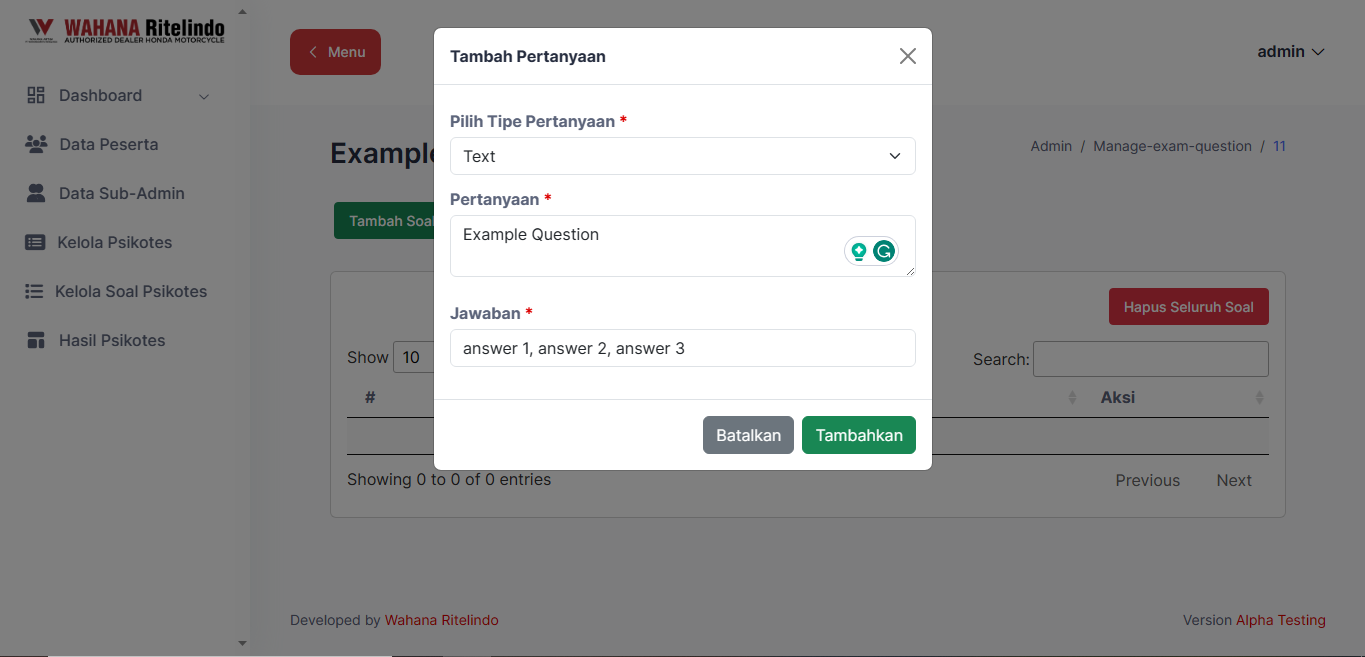 WAHANA Ritelindo
AUTHORIZED DEALER HONDA MOTORCYCLE
Dashboard
Data Peserta
Data Sub-Admin
Kelola Psikotes
Kelola Soal Psikotes
Hasil Psikotes
Menu
admin
Admin / Manage-exam-question / 11
Tambah Soal
Hapus Seluruh Soal
Show 10
Search:
# Aksi
Showing 0 to 0 of 0 entries
Previous Next
Tambah Pertanyaan
Pilih Tipe Pertanyaan *
Text
Pertanyaan *
Example Question
Jawaban *
answer 1, answer 2, answer 3
Batalkan Tambahkan
Developed by Wahana Ritelindo
Version Alpha Testing